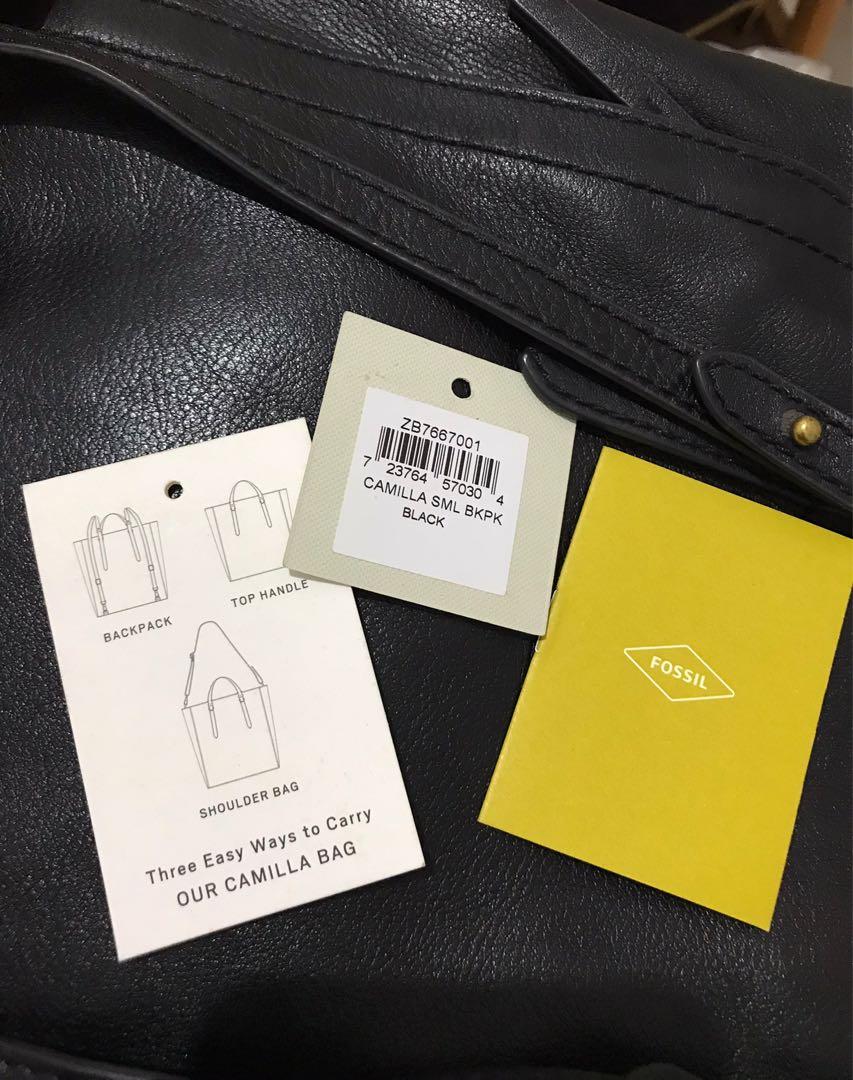 ZB7667001
7 23764 57030 4
CAMILLA SML BKPK
BLACK
BACKPACK
TOP HANDLE
SHOULDER BAG
Three Easy Ways to Carry
OUR CAMILLA BAG
FOSSIL